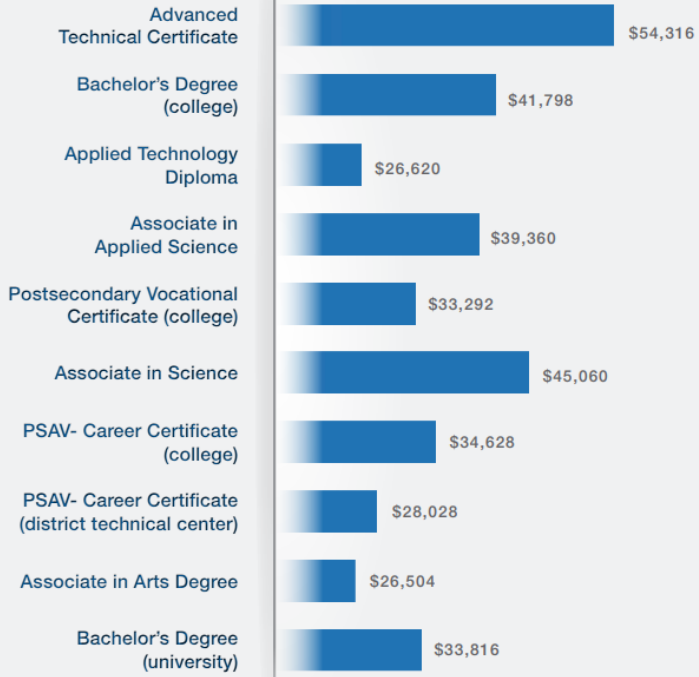 Advanced
Technical Certificate
$54,316
Bachelor's Degree
(college)
$41,798
Applied Technology
Diploma
$26,620
Associate in
Applied Science
$39,360
Postsecondary Vocational
Certificate (college)
$33,292
Associate in Science
$45,060
PSAV- Career Certificate
(college)
$34,628
PSAV- Career Certificate
(district technical center)
$28,028
Associate in Arts Degree
$26,504
Bachelor's Degree
(university)
$33,816